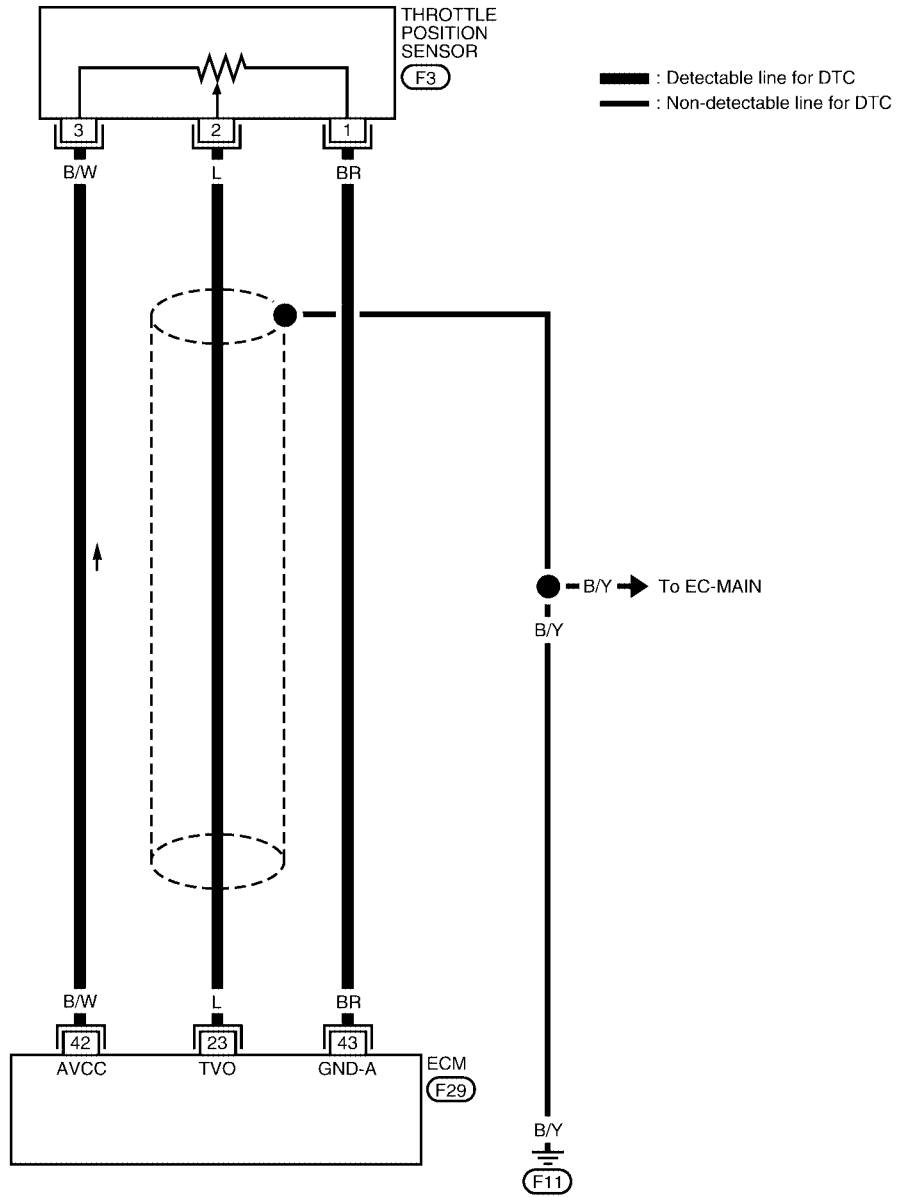 THROTTLE
POSITION
SENSOR
F3
: Detectable line for DTC
: Non-detectable line for DTC
3 2 1
B/W L BR
B/Y To EC-MAIN
B/Y
B/W L BR
42 23 43
AVCC TVO GND-A
ECM
F29
B/Y
F11